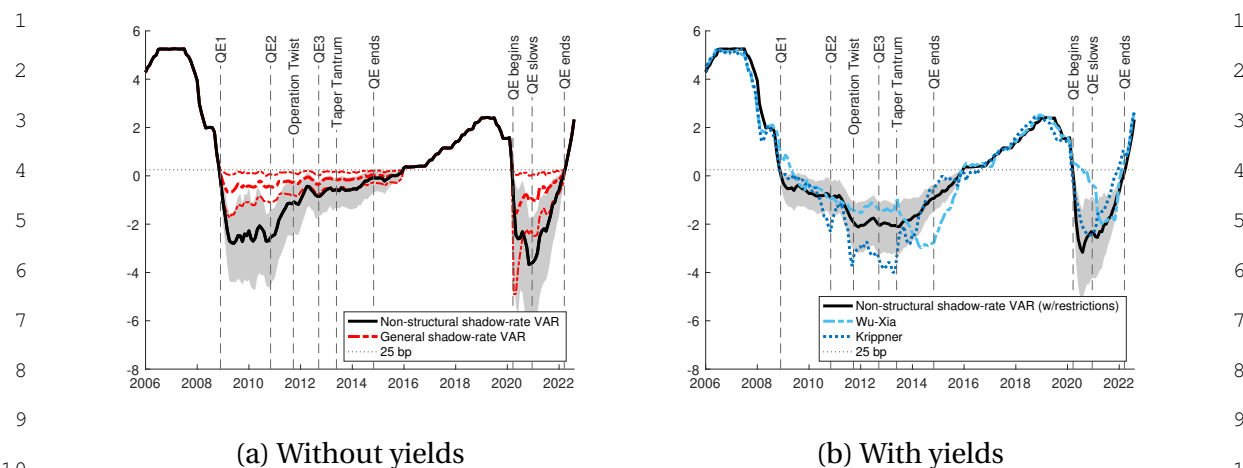 1
2
3
4
5
6
7
8
9
10
6
4
2
0
-2
-4
-6
-8
2006 2008 2010 2012 2014 2016 2018 2020 2022
QE1
QE2
Operation Twist
QE3
Taper Tantrum
QE ends
QE begins
QE slows
QE ends
Non-structural shadow-rate VAR
General shadow-rate VAR
25 bp
(a) Without yields
6
4
2
0
-2
-4
-6
-8
2006 2008 2010 2012 2014 2016 2018 2020 2022
QE1
QE2
Operation Twist
QE3
Taper Tantrum
QE ends
QE begins
QE slows
QE ends
Non-structural shadow-rate VAR (w/restrictions)
Wu-Xia
Krippner
25 bp
(b) With yields
1
2
3
4
5
6
7
8
9